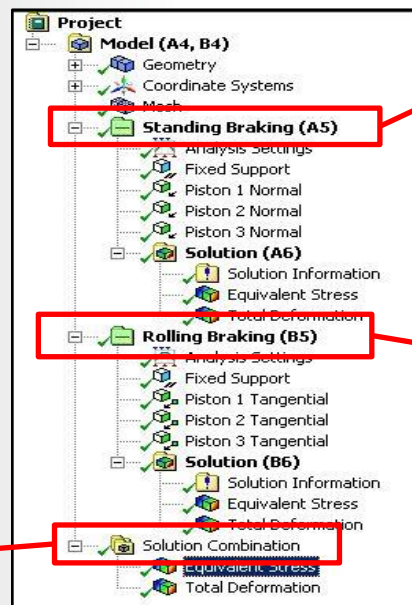 Project
Model (A4, B4)
Geometry
Coordinate Systems
Mesh
Standing Braking (A5)
Analysis Settings
Fixed Support
Piston 1 Normal
Piston 2 Normal
Piston 3 Normal
Solution (A6)
Solution Information
Equivalent Stress
Total Deformation
Rolling Braking (B5)
Analysis Settings
Fixed Support
Piston 1 Tangential
Piston 2 Tangential
Piston 3 Tangential
Solution (B6)
Solution Information
Equivalent Stress
Total Deformation
Solution Combination
Equivalent Stress
Total Deformation